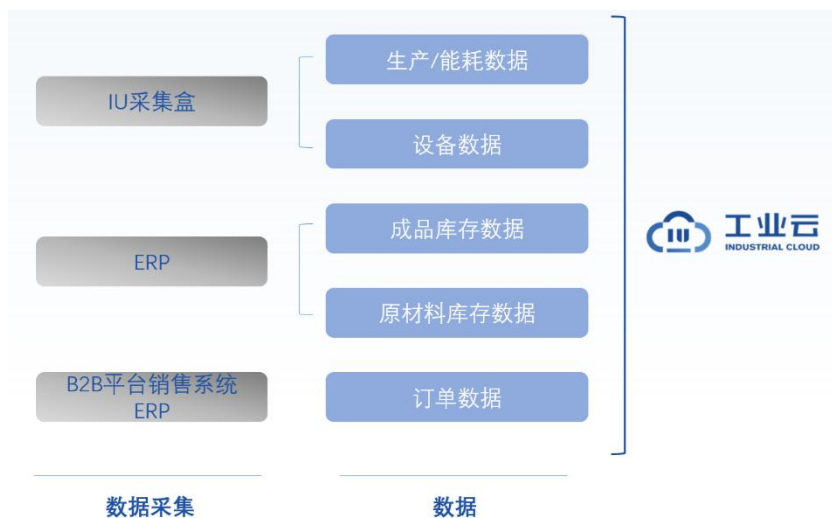 生产/能耗数据
IU采集盒
设备数据
成品库存数据
ERP
原材料库存数据
B2B平台销售系统
ERP
订单数据
IU
工业云
INDUSTRIAL CLOUD
数据采集
数据